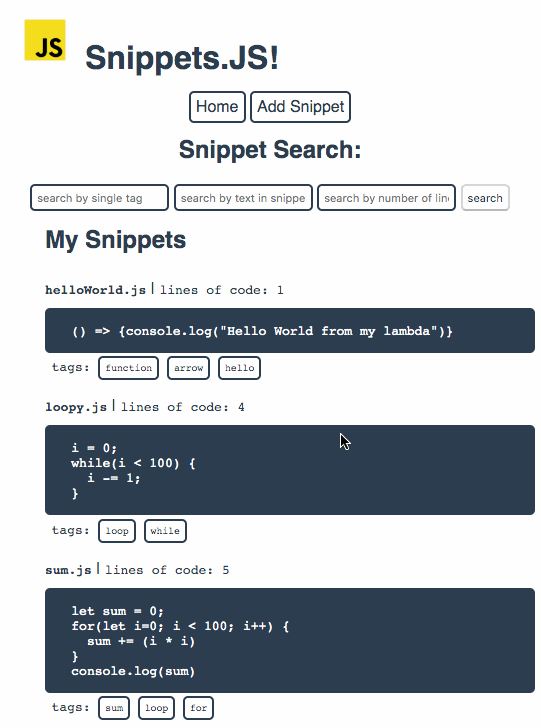 JS
Snippets.JS!
Home Add Snippet
Snippet Search:
search by single tag search by text in snippe search by number of lin search
My Snippets
helloWorld.js | lines of code: 1
() => {console.log("Hello World from my lambda")}
tags: function arrow hello
loopy.js | lines of code: 4
i = 0;
while(i < 100) {
i -= 1;
}
tags: loop while
sum.js | lines of code: 5
let sum = 0;
for(let i=0; i < 100; i++) {
sum += (i * i)
}
console.log(sum)
tags: sum loop for